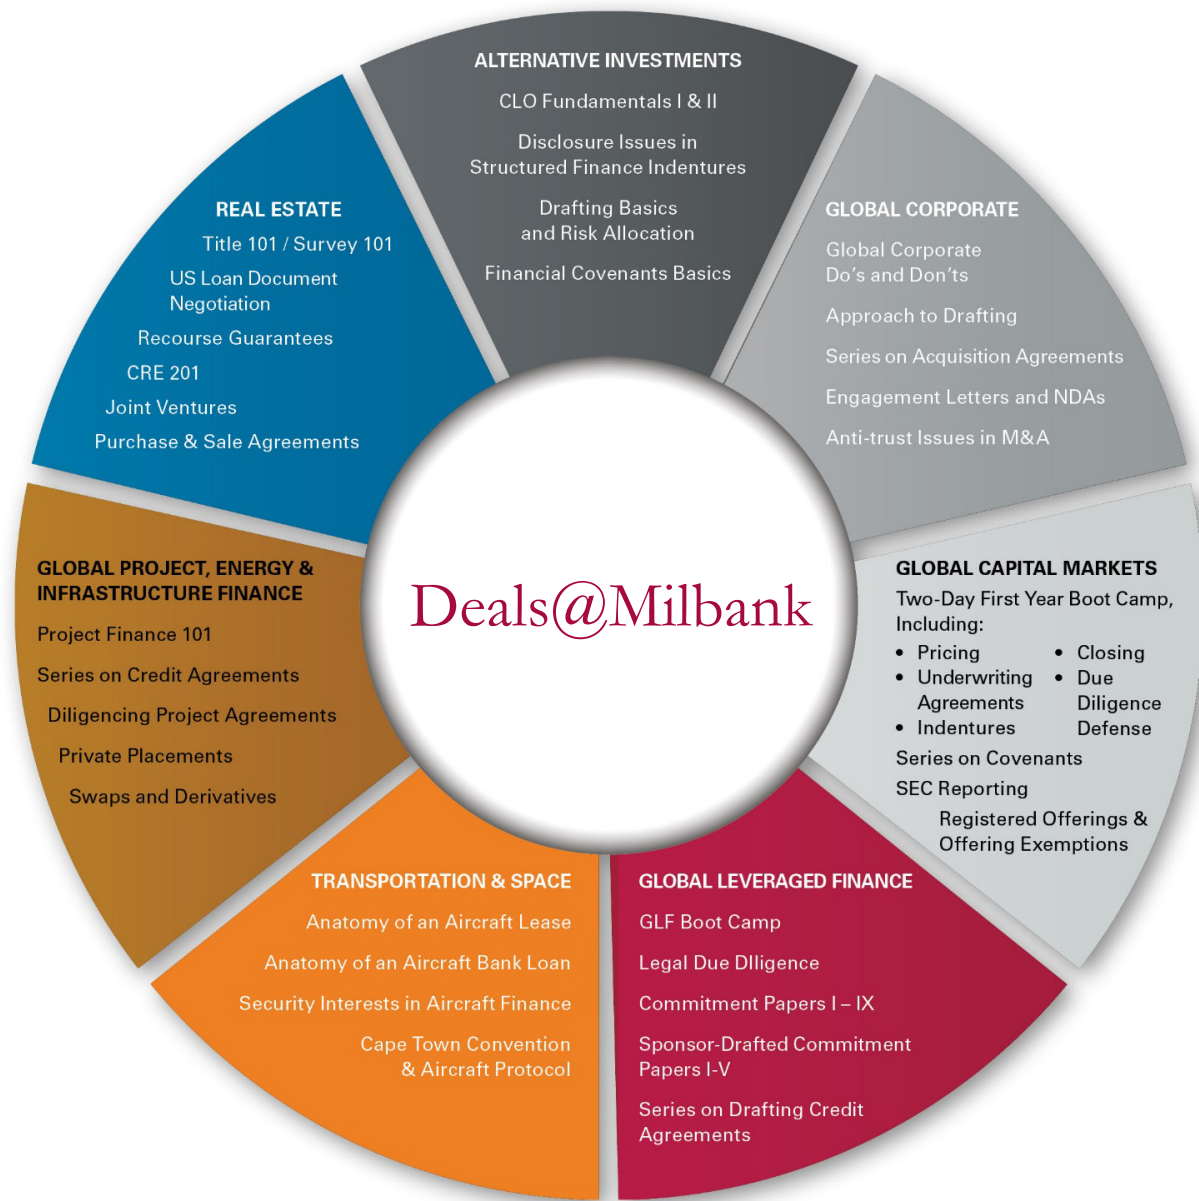 ALTERNATIVE INVESTMENTS
CLO Fundamentals I & II
Disclosure Issues in
Structured Finance Indentures
Drafting Basics
and Risk Allocation
Financial Covenants Basics
GLOBAL CORPORATE
Global Corporate
Do's and Don'ts
Approach to Drafting
Series on Acquisition Agreements
Engagement Letters and NDAs
Anti-trust Issues in M&A
GLOBAL CAPITAL MARKETS
Two-Day First Year Boot Camp,
Including:
• Pricing
• Underwriting
Agreements
• Indentures
• Closing
• Due
Diligence
Defense
Series on Covenants
SEC Reporting
Registered Offerings &
Offering Exemptions
GLOBAL LEVERAGED FINANCE
GLF Boot Camp
Legal Due DIligence
Commitment Papers I – IX
Sponsor-Drafted Commitment
Papers I-V
Series on Drafting Credit
Agreements
TRANSPORTATION & SPACE
Anatomy of an Aircraft Lease
Anatomy of an Aircraft Bank Loan
Security Interests in Aircraft Finance
Cape Town Convention
& Aircraft Protocol
GLOBAL PROJECT, ENERGY &
INFRASTRUCTURE FINANCE
Project Finance 101
Series on Credit Agreements
Diligencing Project Agreements
Private Placements
Swaps and Derivatives
REAL ESTATE
Title 101 / Survey 101
US Loan Document
Negotiation
Recourse Guarantees
CRE 201
Joint Ventures
Purchase & Sale Agreements
Deals@Milbank